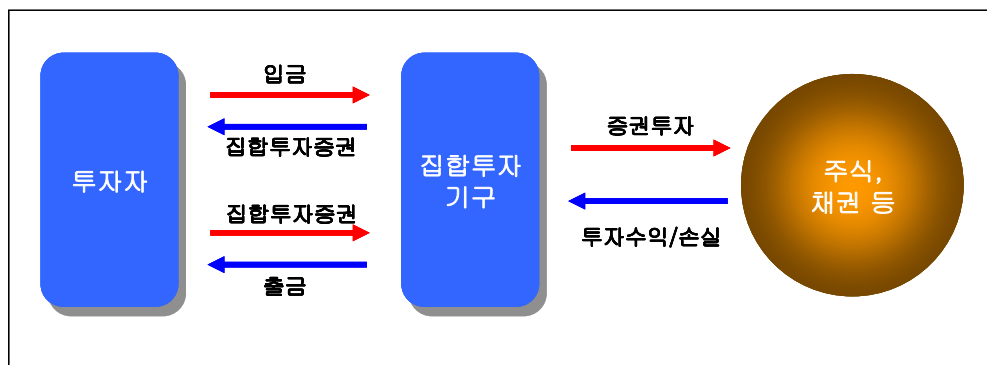 투자자
입금
집합투자증권
집합투자증권
출금
집합투자
기구
증권투자
투자수익/손실
주식,
채권 등